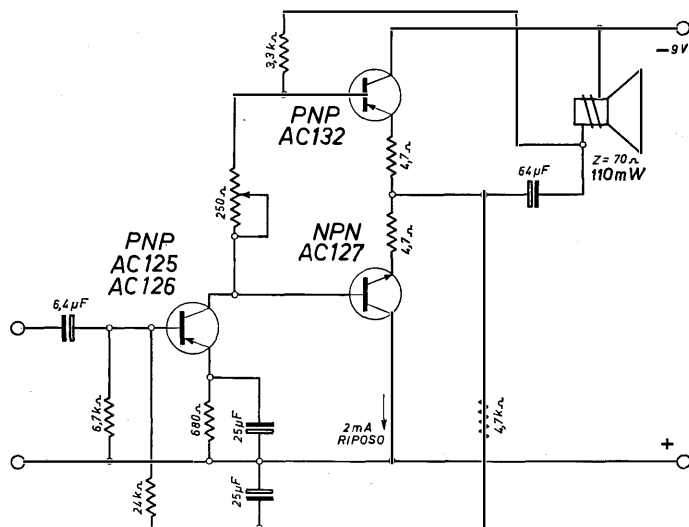 3,3kΩ
−9V
PNP
AC132
4,7Ω
Z = 70Ω
110mW
64µF
250Ω
4,7Ω
NPN
AC127
PNP
AC125
AC126
6,4µF
6,7kΩ
680Ω
25µF
2mA
RIPOSO
4,7kΩ
+
24kΩ
25µF